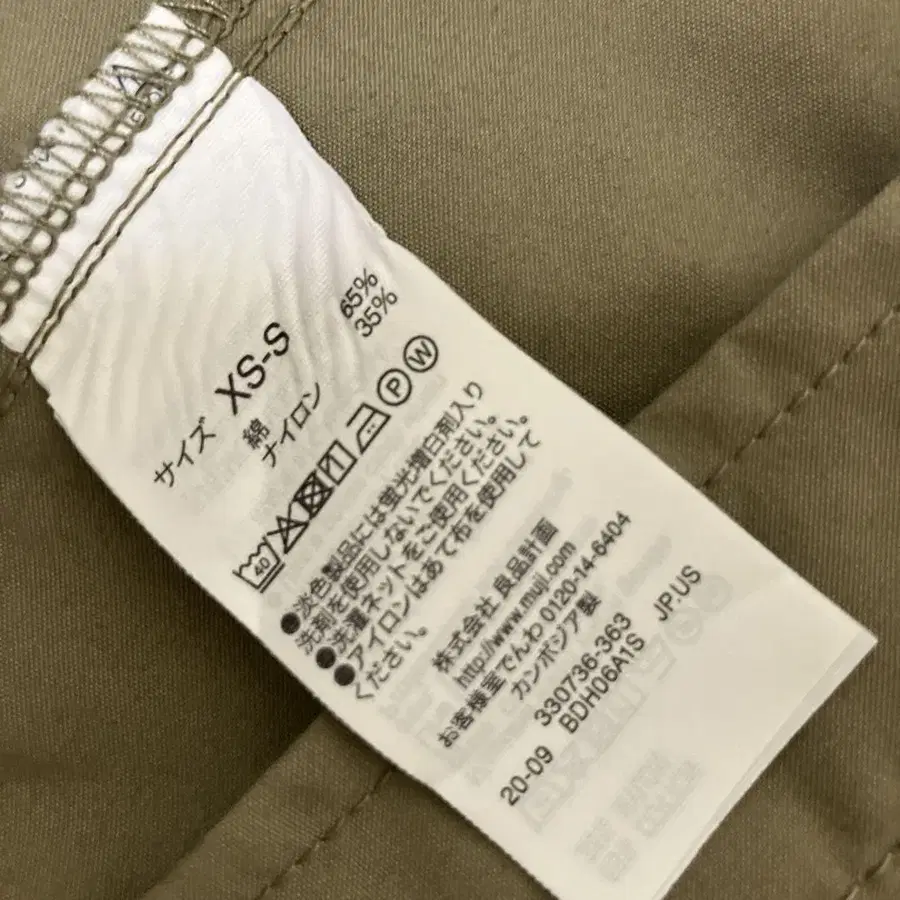 サイズ XS-S
綿 65%
ナイロン 35%
40 P W
●淡色製品には蛍光増白剤入り
洗剤を使用しないでください。
●洗濯ネットをご使用ください。
●アイロンはあて布を使用して
ください。
株式会社 良品計画
http://www.muji.com
お客様室でんわ 0120-14-6404
カンボジア製
330736-363
20-09 BDH06A1S JP.US